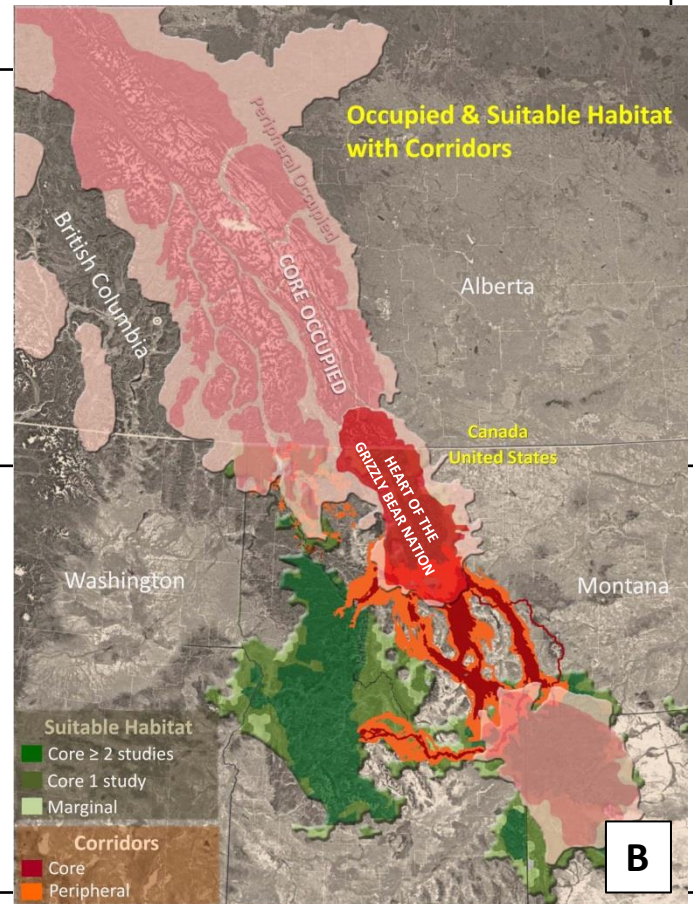 Occupied & Suitable Habitat
with Corridors
Peripheral Occupied
British Columbia
CORE OCCUPIED
Alberta
Canada
United States
HEART OF THE
GRIZZLY BEAR NATION
Washington
Montana
Suitable Habitat
Core ≥ 2 studies
Core 1 study
Marginal
Corridors
Core
Peripheral
B